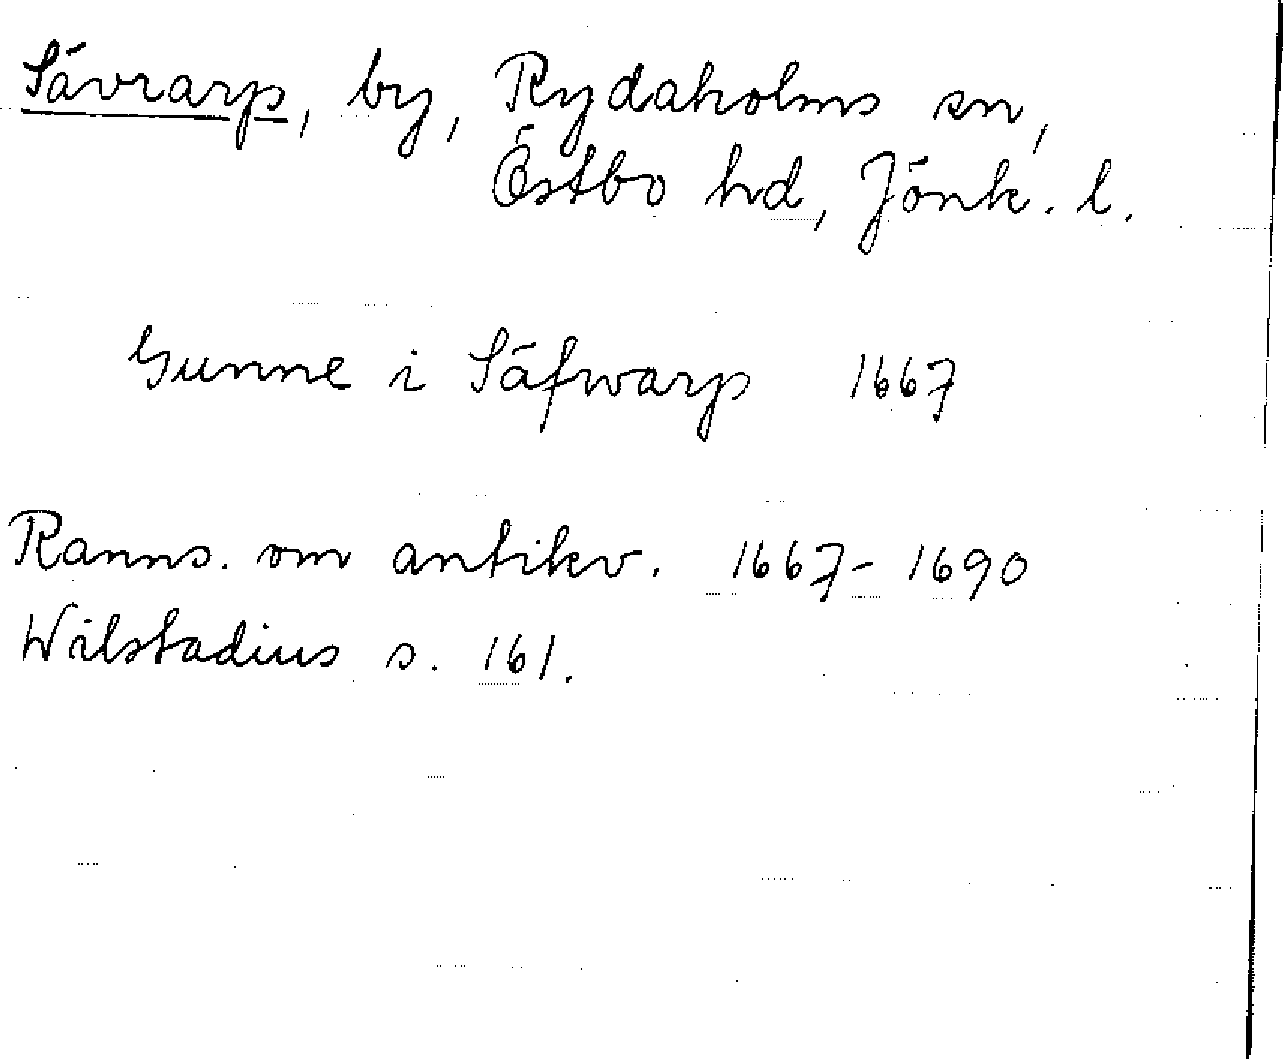 Sävrarp, by, Rydaholms sn,
Östbo hd, Jönk. l.
Gunne i Säfwarp 1667
Ranns. om antikv. 1667-1690
Wilstadius s. 161.